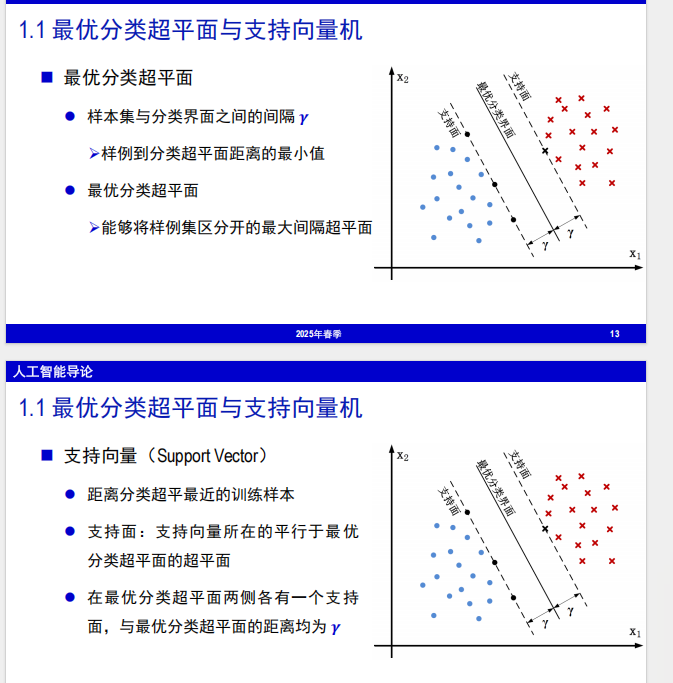 1.1 最优分类超平面与支持向量机
■ 最优分类超平面
● 样本集与分类界面之间的间隔 γ
➢样例到分类超平面距离的最小值
● 最优分类超平面
➢能够将样例集区分开的最大间隔超平面
x₂
支持面
最优分类界面
支持面
γ
γ
x₁
2025年春季
13
人工智能导论
1.1 最优分类超平面与支持向量机
■ 支持向量（Support Vector）
● 距离分类超平最近的训练样本
● 支持面：支持向量所在的平行于最优
分类超平面的超平面
● 在最优分类超平面两侧各有一个支持
面，与最优分类超平面的距离均为 γ
x₂
支持面
最优分类界面
支持面
γ
γ
x₁